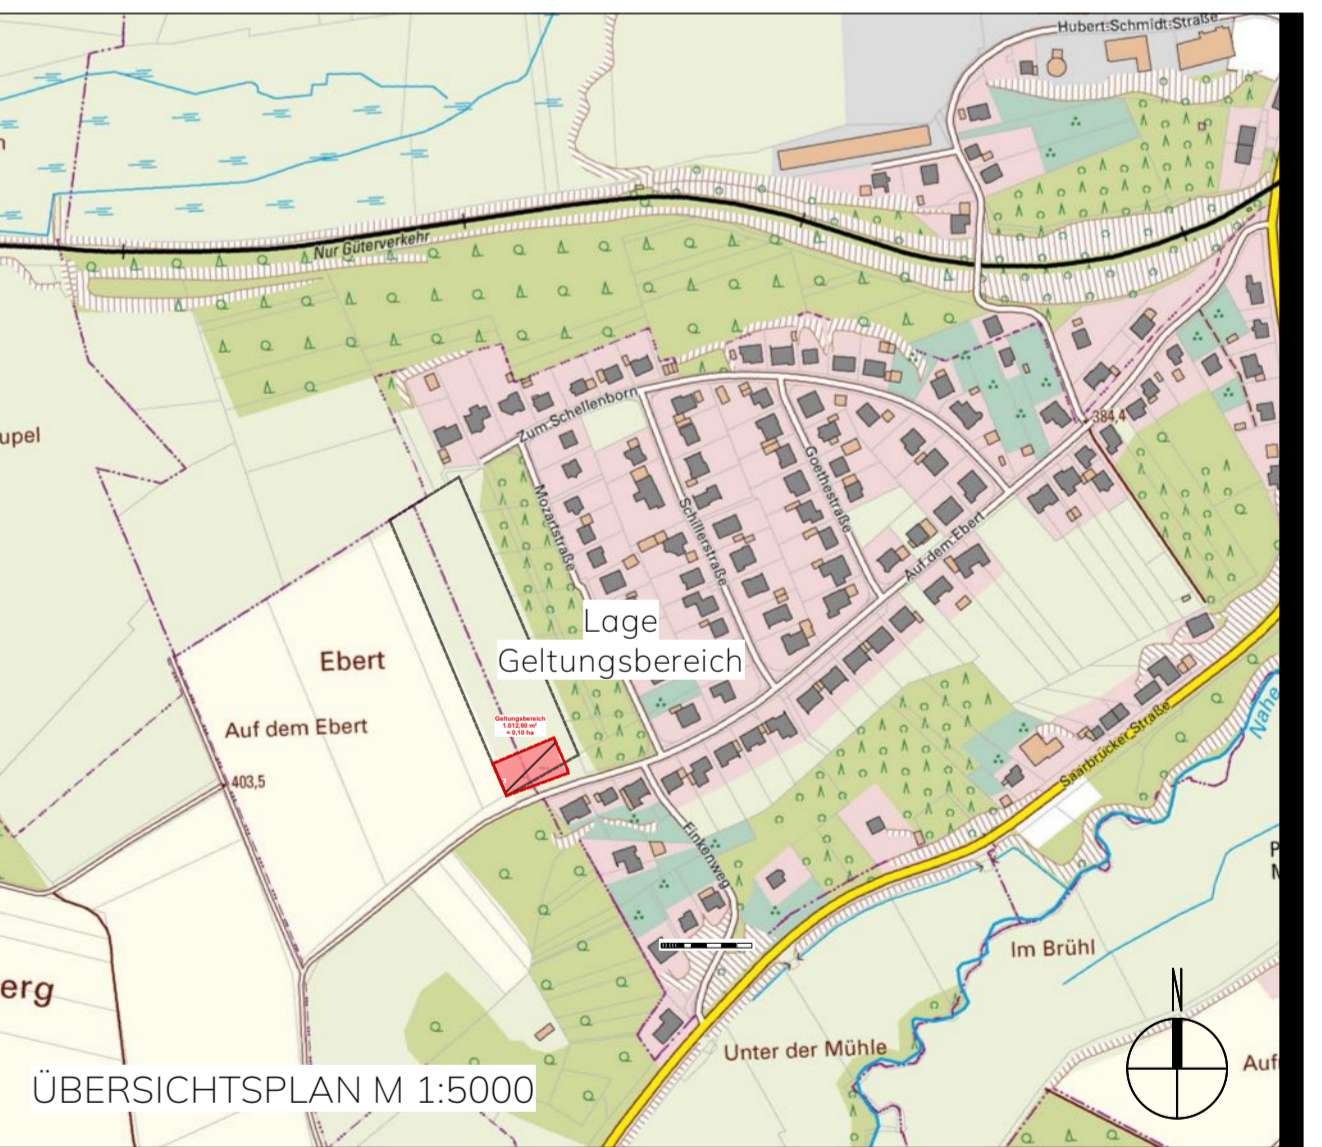 Hubert-Schmidt-Straße
Nur Güterverkehr
upel
Zum Schellenborn
384,4
Goethestraße
Mozartstraße
Schillerstraße
Auf dem Ebert
Lage
Geltungsbereich
Ebert
Auf dem Ebert
Geltungsbereich
1.012,60 m²
= 0,10 ha
403,5
Saarbrücker Straße
Nahe
Finkenweg
P
Im Brühl
erg
N
Unter der Mühle
Auf
ÜBERSICHTSPLAN M 1:5000